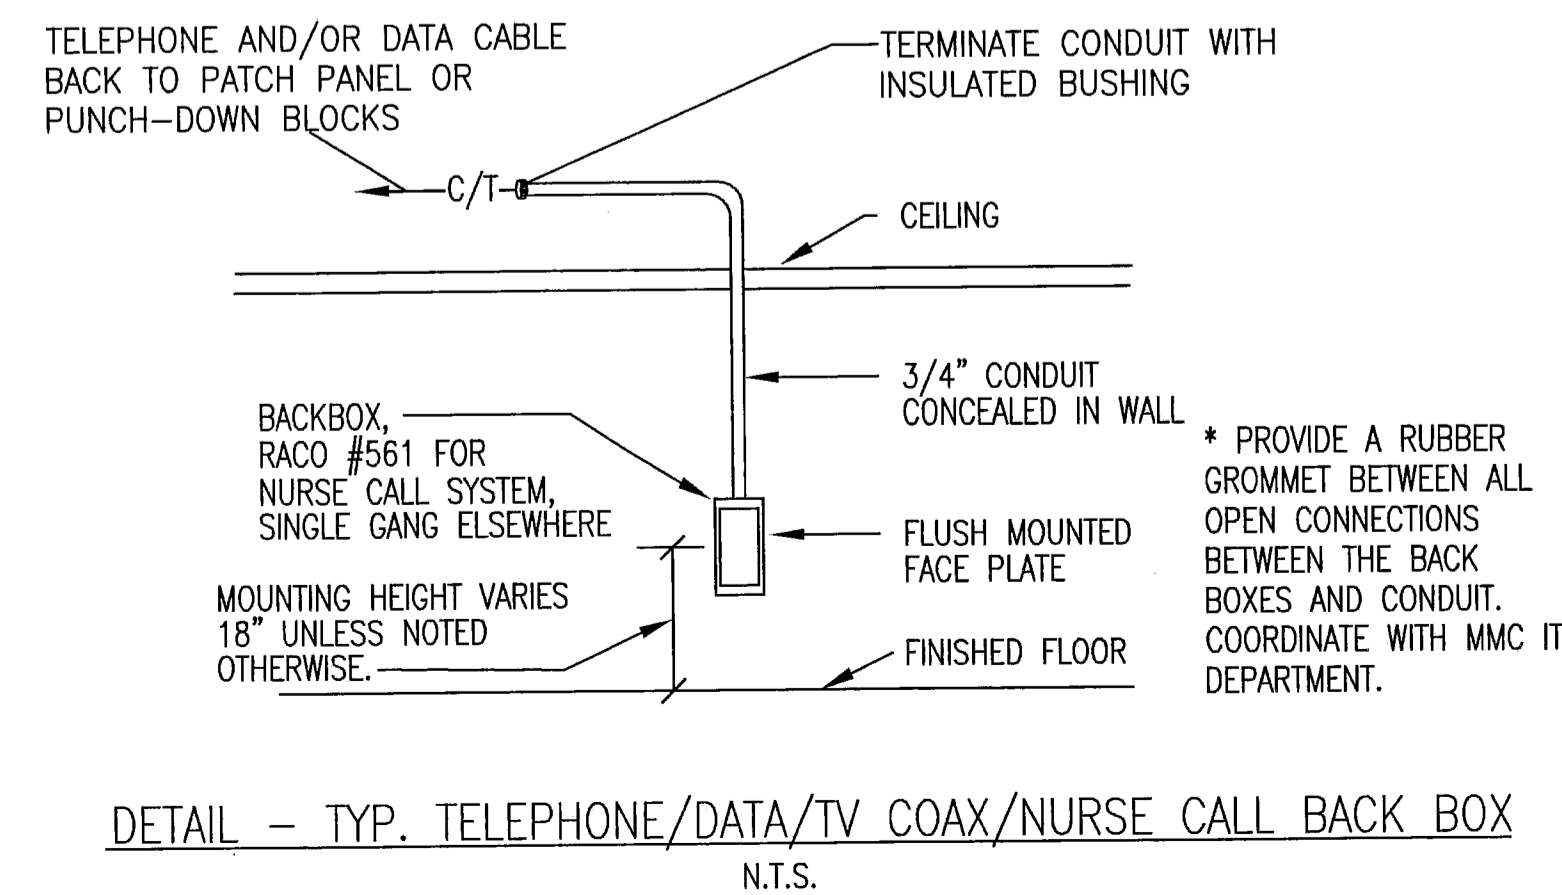 TELEPHONE AND/OR DATA CABLE
BACK TO PATCH PANEL OR
PUNCH-DOWN BLOCKS
TERMINATE CONDUIT WITH
INSULATED BUSHING
C/T
CEILING
3/4" CONDUIT
CONCEALED IN WALL
BACKBOX,
RACO #561 FOR
NURSE CALL SYSTEM,
SINGLE GANG ELSEWHERE
* PROVIDE A RUBBER
GROMMET BETWEEN ALL
OPEN CONNECTIONS
BETWEEN THE BACK
BOXES AND CONDUIT.
COORDINATE WITH MMC IT
DEPARTMENT.
FLUSH MOUNTED
FACE PLATE
MOUNTING HEIGHT VARIES
18" UNLESS NOTED
OTHERWISE.
FINISHED FLOOR
DETAIL - TYP. TELEPHONE/DATA/TV COAX/NURSE CALL BACK BOX
N.T.S.